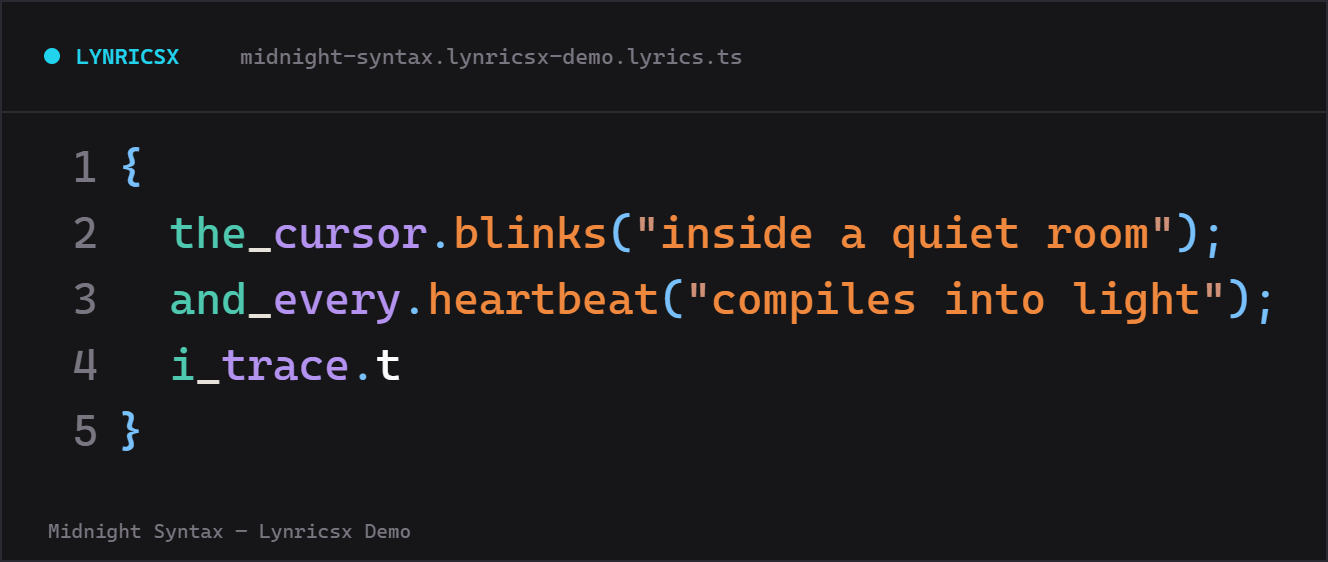 LYNRICSX midnight-syntax.lynricsx-demo.lyrics.ts
1 {
2   the_cursor.blinks("inside a quiet room");
3   and_every.heartbeat("compiles into light");
4   i_trace.t
5 }
Midnight Syntax — Lynricsx Demo